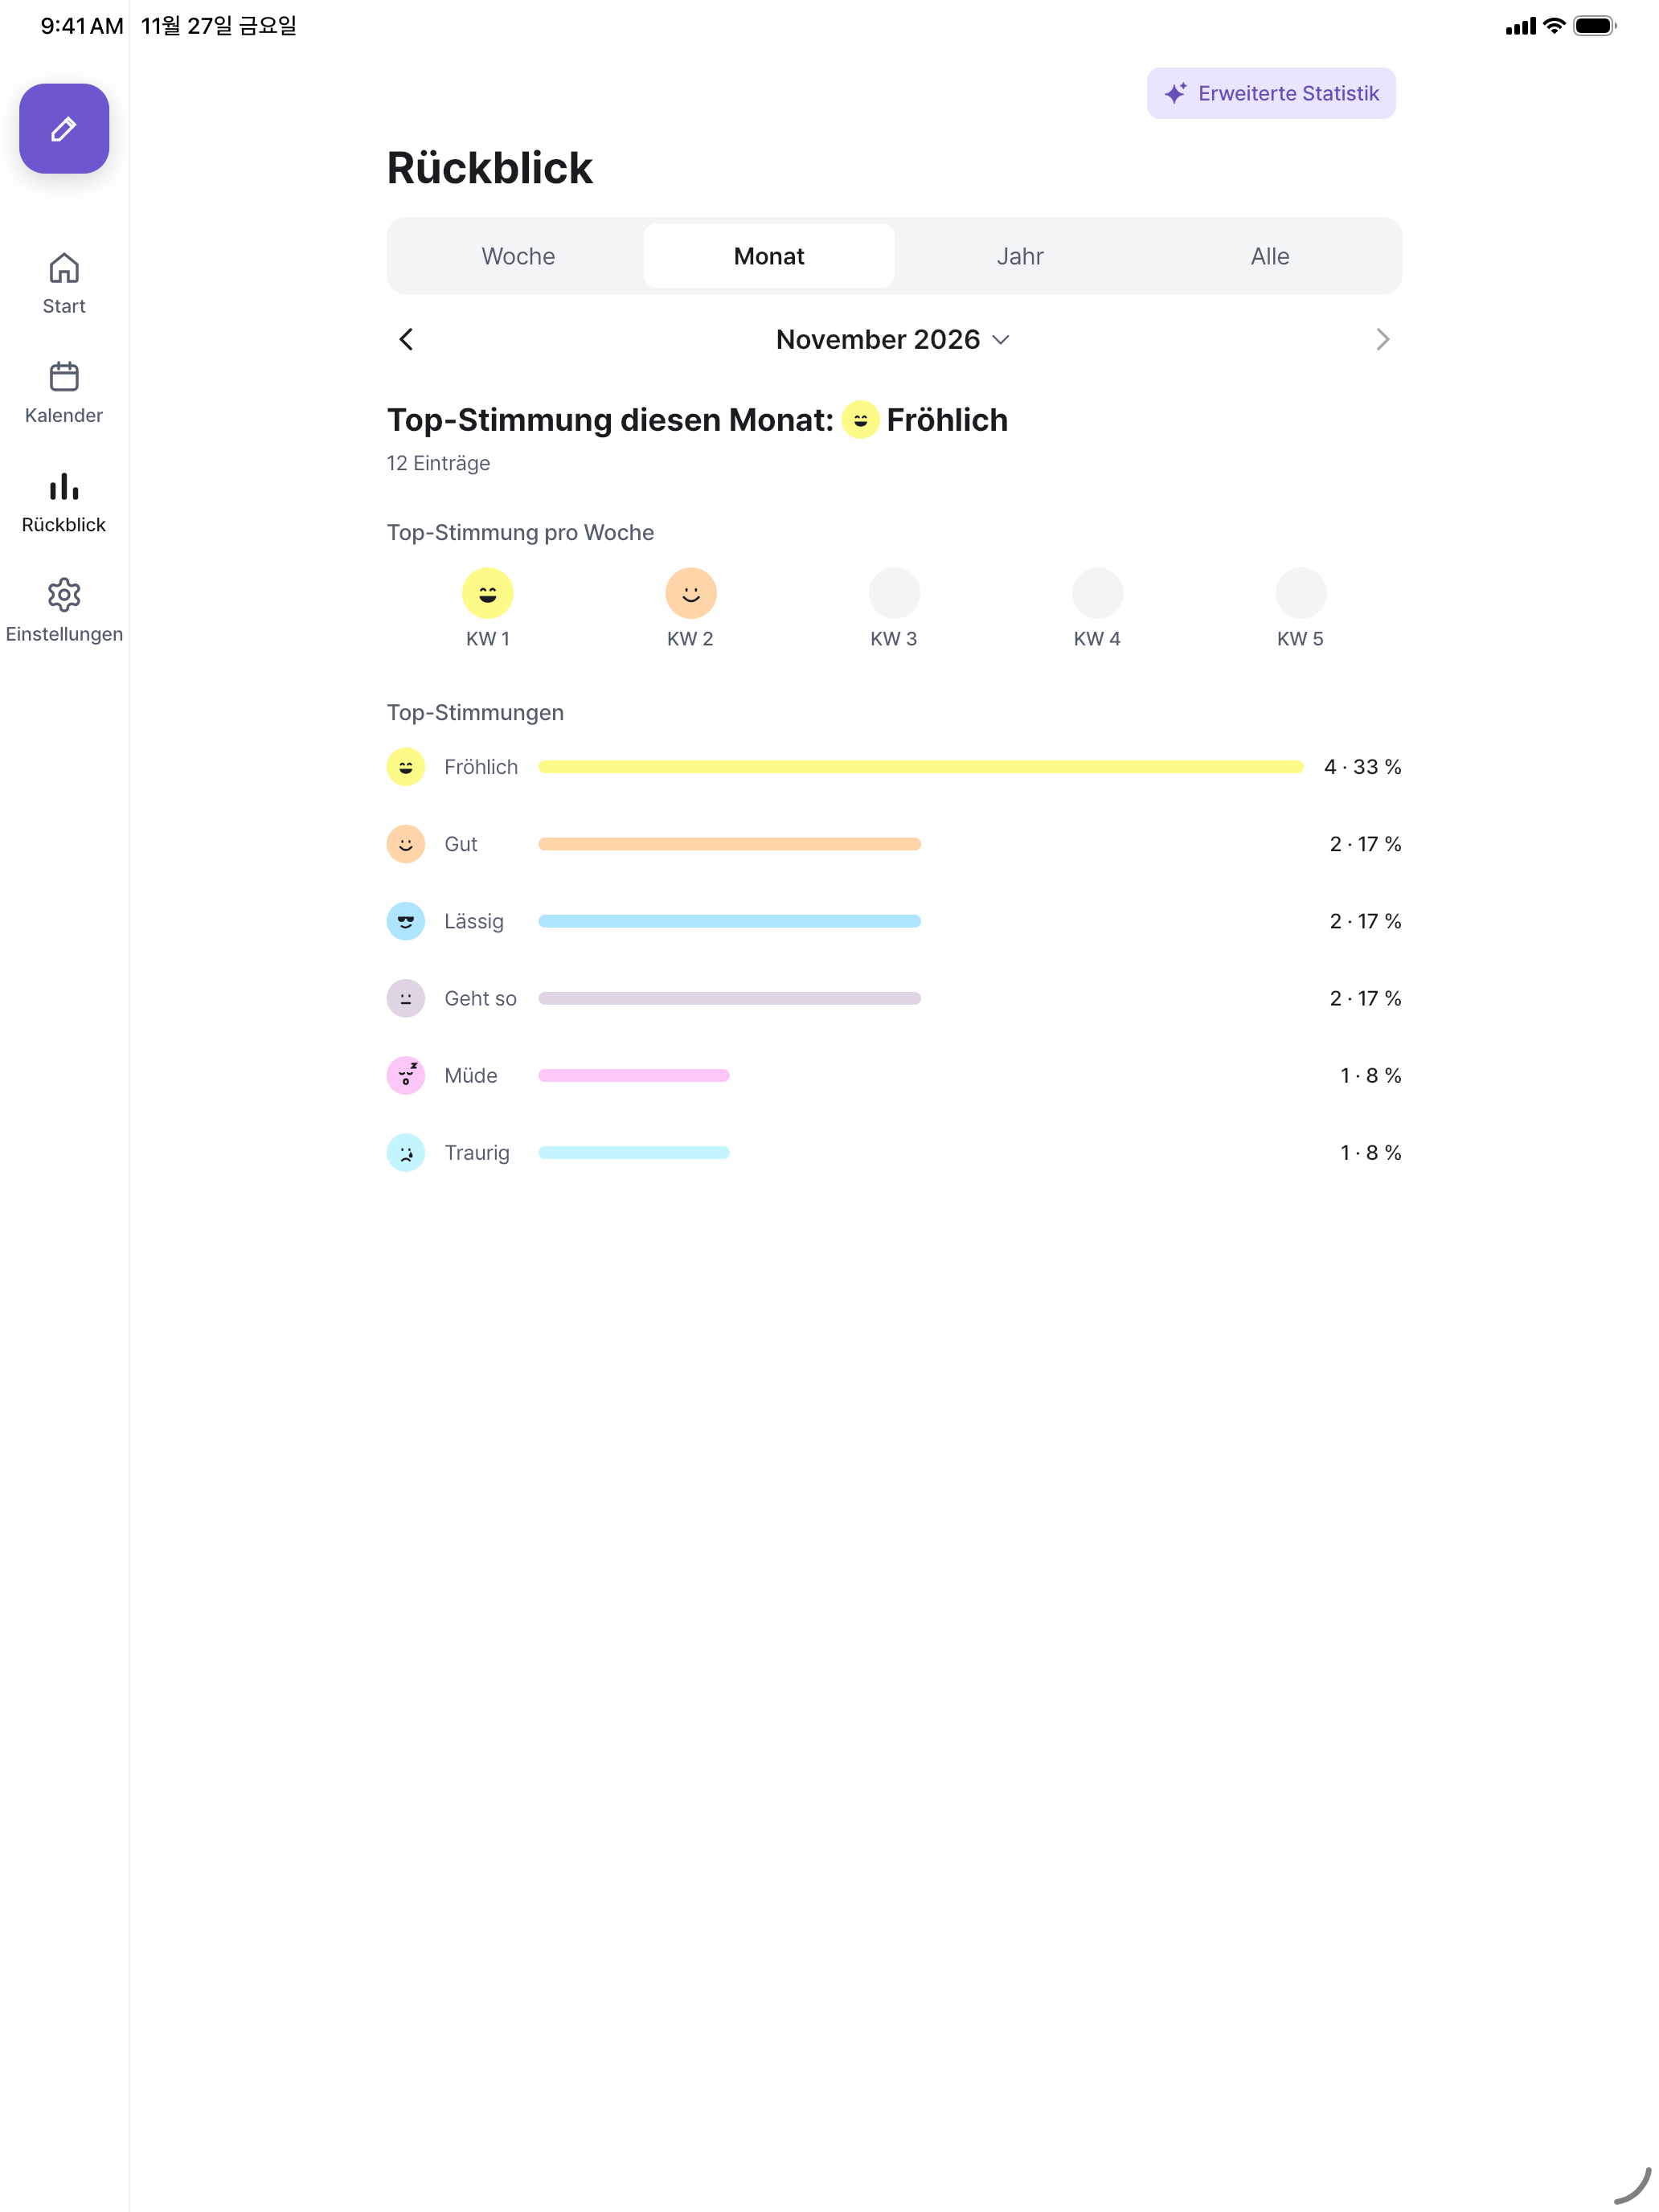 9:41 AM 11월 27일 금요일
Erweiterte Statistik
Start
Kalender
Rückblick
Einstellungen
Rückblick
Woche Monat Jahr Alle
November 2026
Top-Stimmung diesen Monat: Fröhlich
12 Einträge
Top-Stimmung pro Woche
KW 1 KW 2 KW 3 KW 4 KW 5
Top-Stimmungen
Fröhlich 4 · 33 %
Gut 2 · 17 %
Lässig 2 · 17 %
Geht so 2 · 17 %
Müde 1 · 8 %
Traurig 1 · 8 %